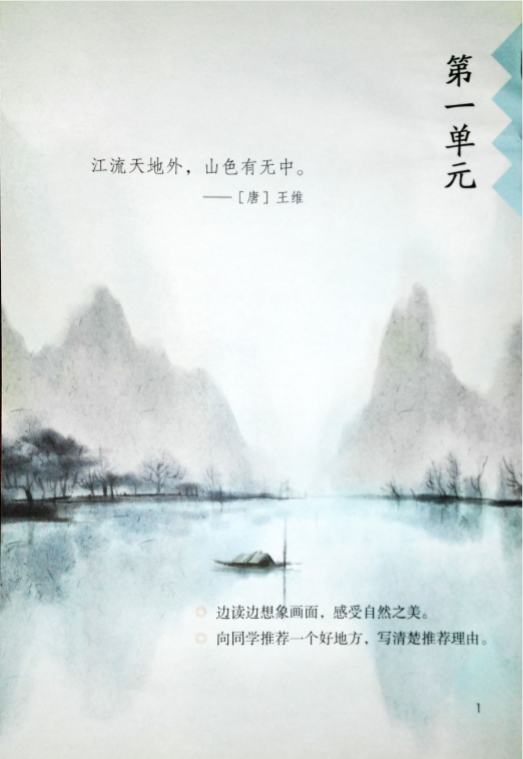 第一单元
江流天地外，山色有无中。
——［唐］王维
边读边想象画面，感受自然之美。
向同学推荐一个好地方，写清楚推荐理由。
1